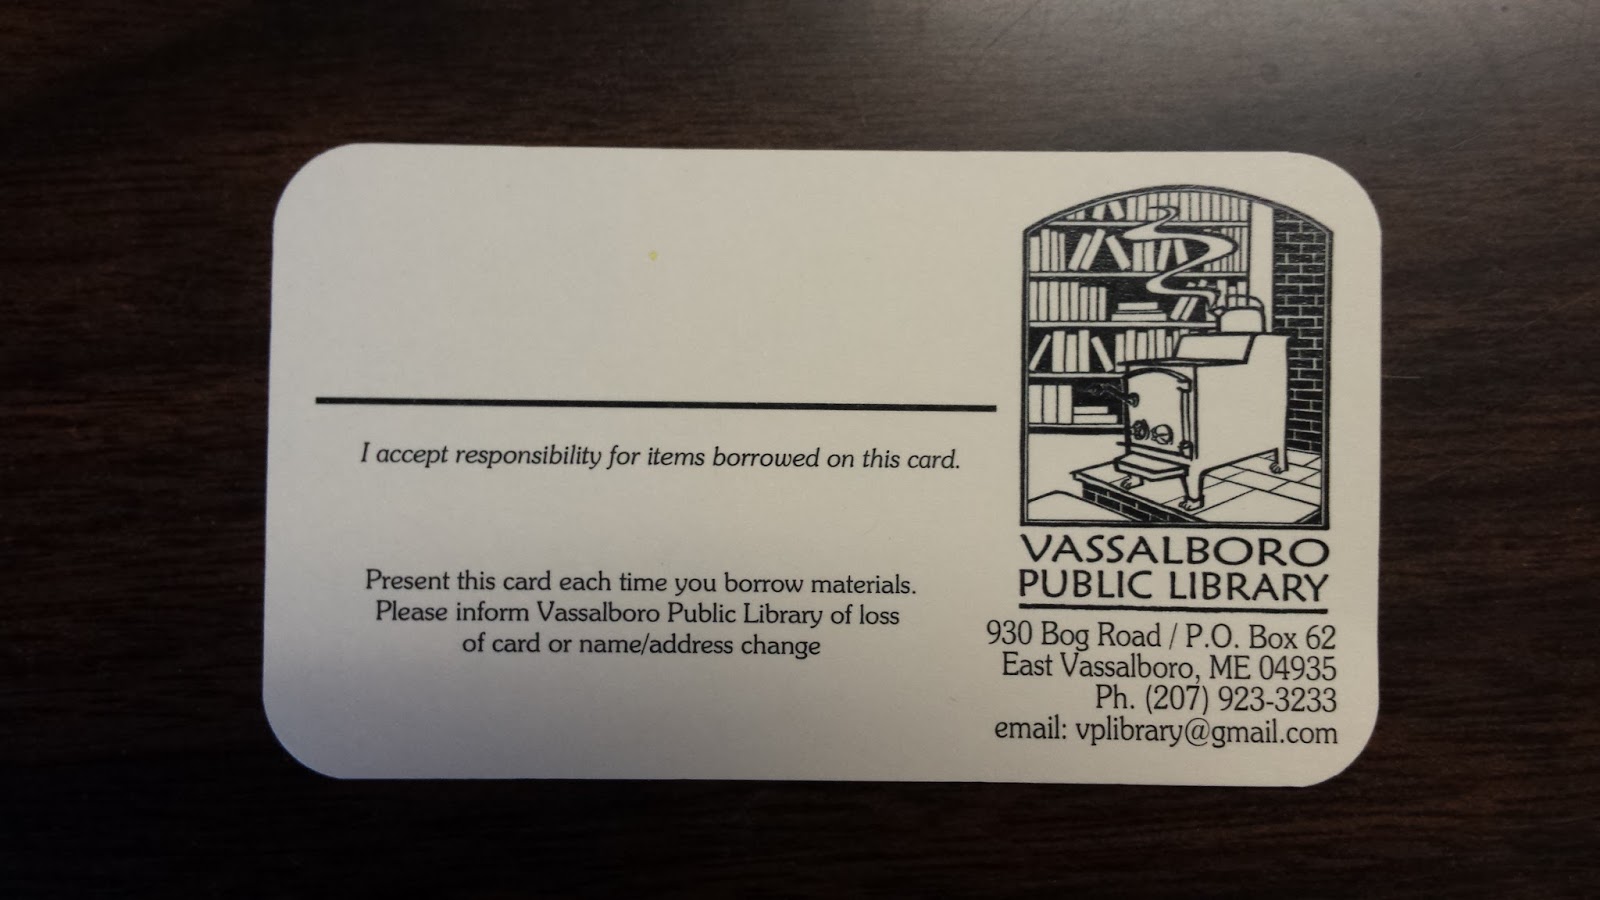 I accept responsibility for items borrowed on this card.
Present this card each time you borrow materials.
Please inform Vassalboro Public Library of loss
of card or name/address change
VASSALBORO
PUBLIC LIBRARY
930 Bog Road / P.O. Box 62
East Vassalboro, ME 04935
Ph. (207) 923-3233
email: vplibrary@gmail.com